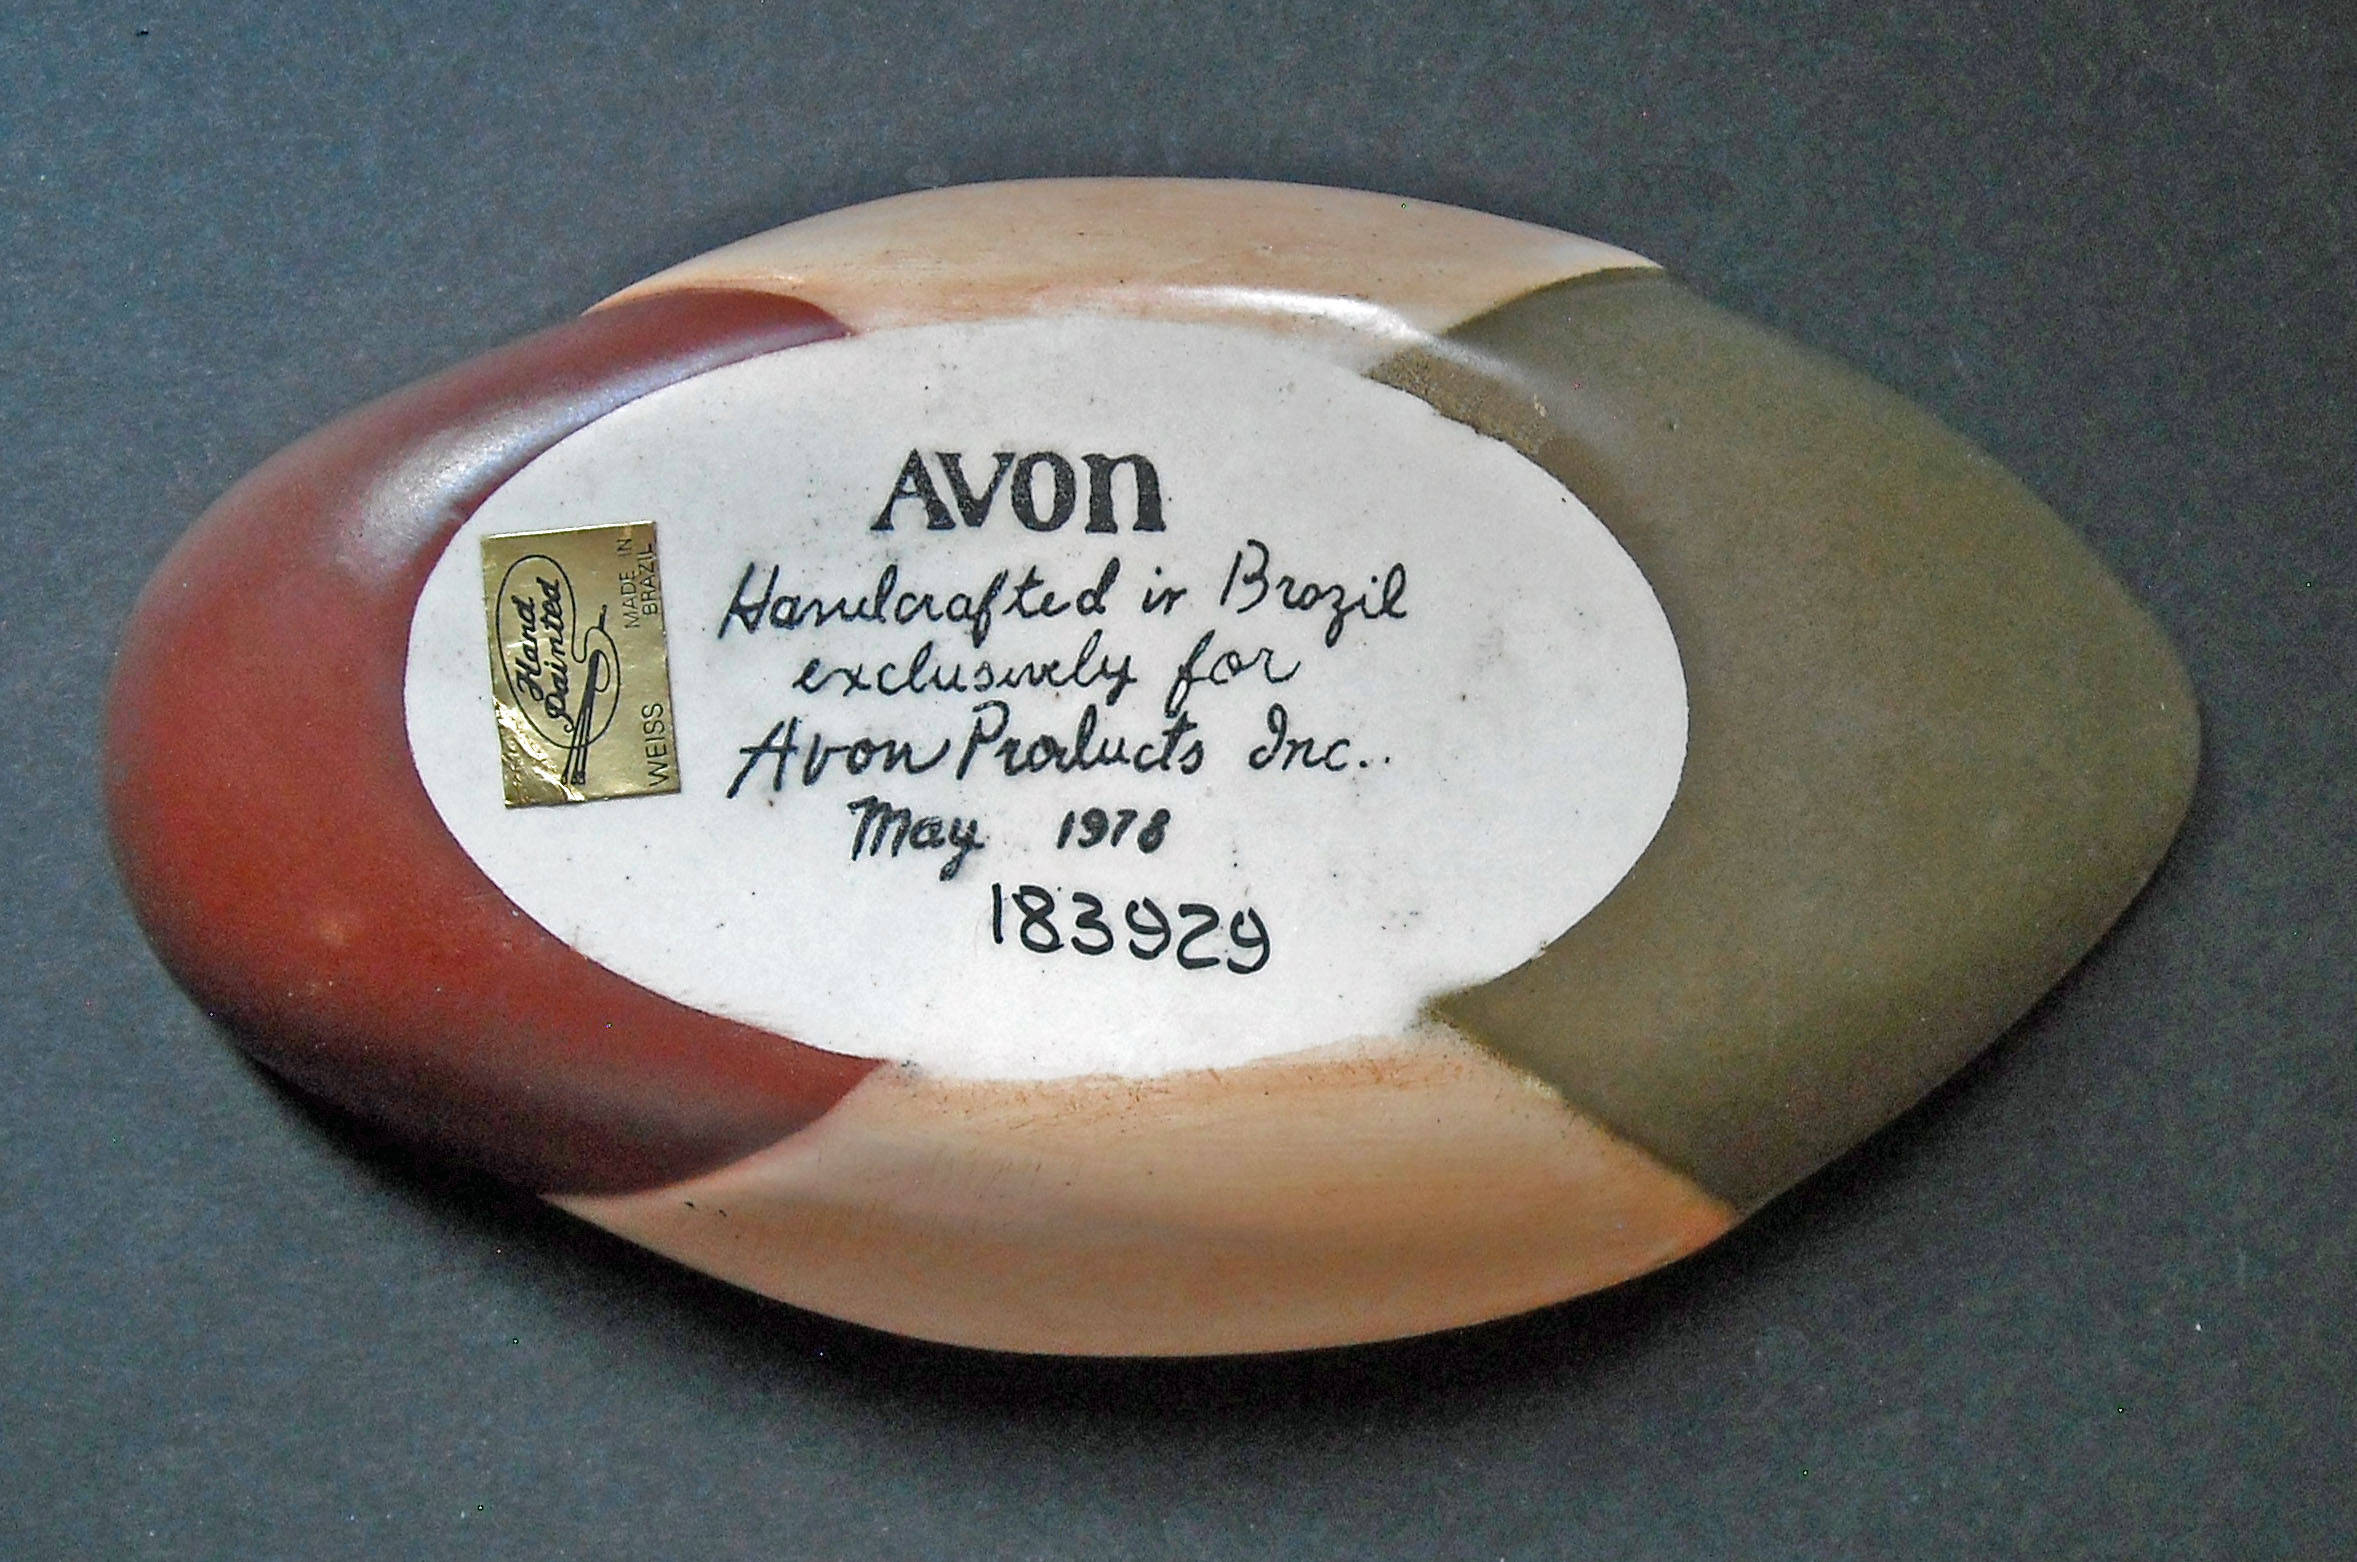 AVON
Handcrafted in Brazil
exclusively for
Avon Products Inc..
May 1978
183929
Hand
Painted
MADE IN
BRAZIL
WEISS